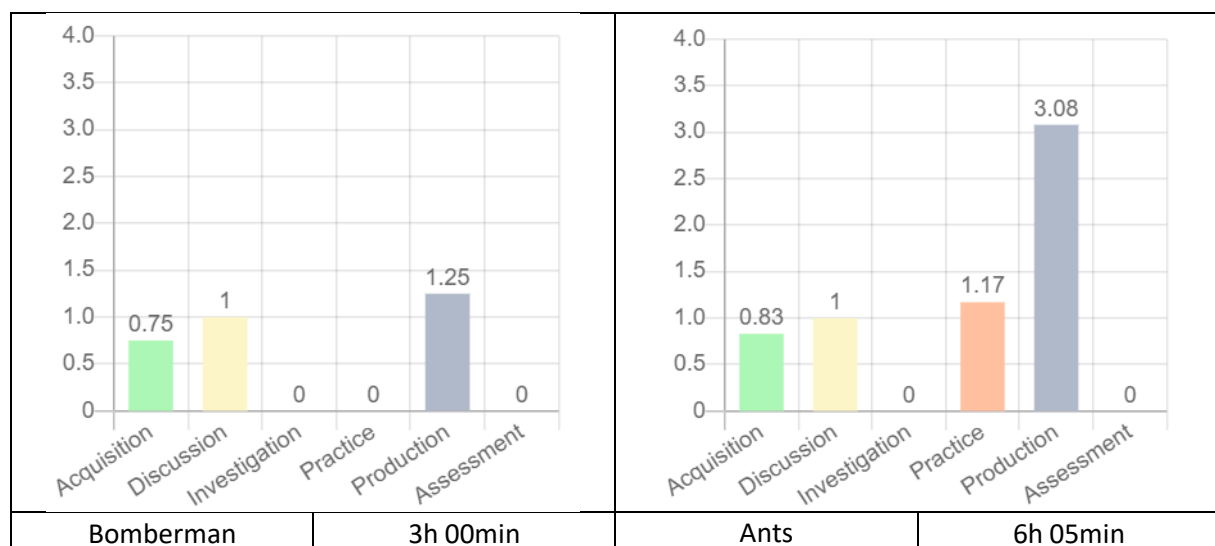 4.0
3.5
3.0
2.5
2.0
1.5
1.0
0.5
0
0.75
1
0
0
1.25
0
Acquisition
Discussion
Investigation
Practice
Production
Assessment
4.0
3.5
3.0
2.5
2.0
1.5
1.0
0.5
0
0.83
1
0
1.17
3.08
0
Acquisition
Discussion
Investigation
Practice
Production
Assessment
Bomberman 3h 00min Ants 6h 05min